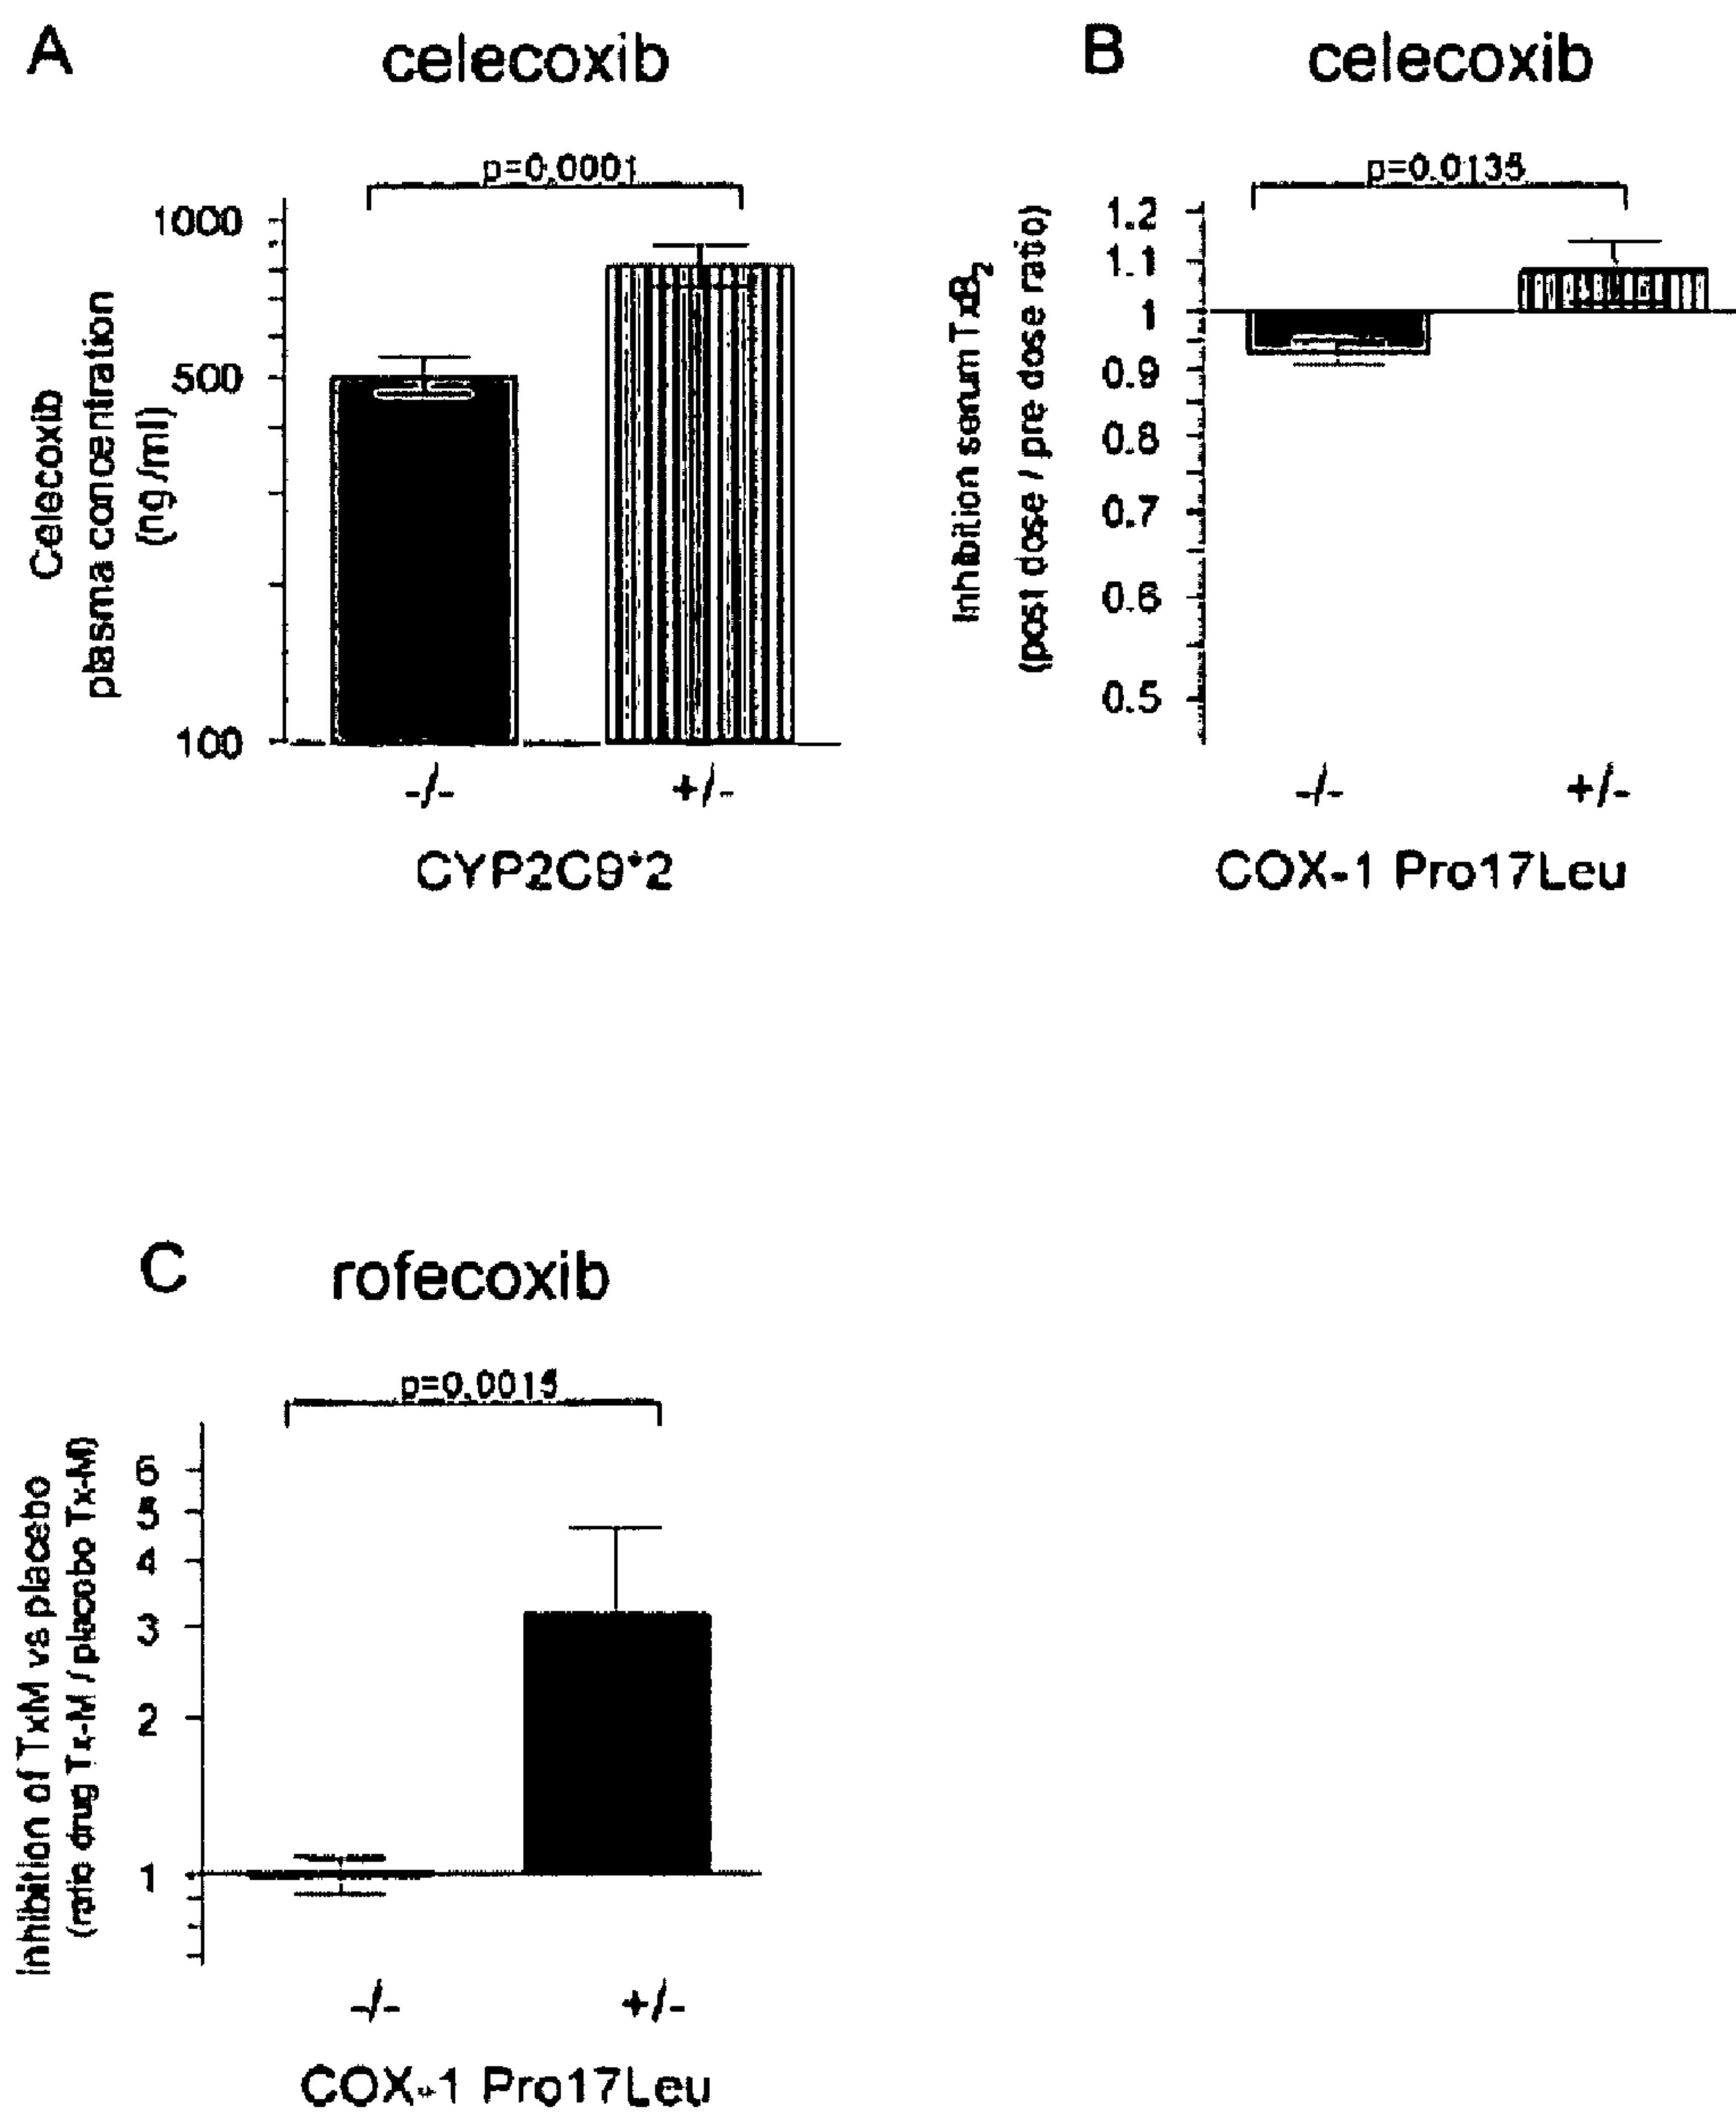 A celecoxib
p=0.0001
1000
500
100
Celecoxib
plasma concentration
(ng/ml)
-/- +/-
CYP2C9*2
B celecoxib
p=0.0135
1.2
1.1
1
0.9
0.8
0.7
0.6
0.5
Inhibition serum TxB2
(post dose / pre dose ratio)
-/- +/-
COX-1 Pro17Leu
C rofecoxib
p=0.0015
6
5
4
3
2
1
Inhibition of TxM vs placebo
(ratio drug Tx-M / placobo Tx-M)
-/- +/-
COX-1 Pro17Leu